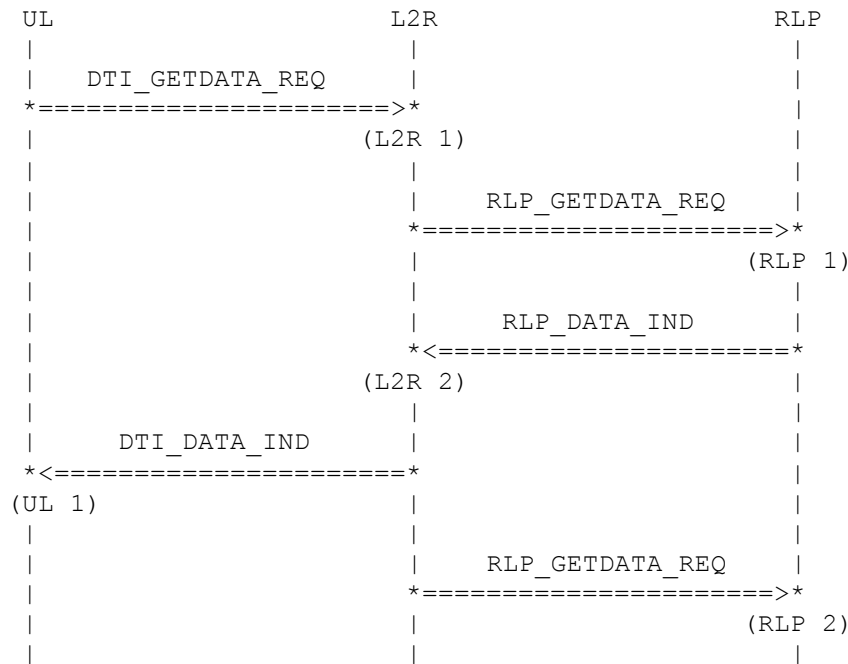 UL L2R RLP
DTI_GETDATA_REQ
(L2R 1)
RLP_GETDATA_REQ
(RLP 1)
RLP_DATA_IND
(L2R 2)
DTI_DATA_IND
(UL 1)
RLP_GETDATA_REQ
(RLP 2)